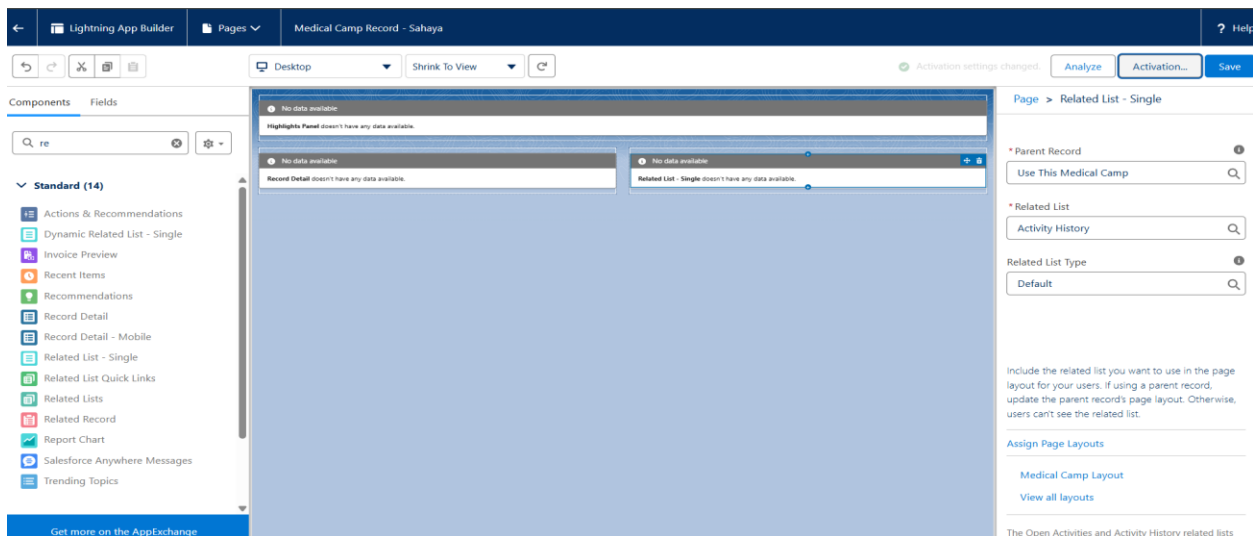 Lightning App Builder
Pages
Medical Camp Record - Sahaya
? Help
Desktop
Shrink To View
Activation settings changed.
Analyze
Activation...
Save
Components
Fields
re
Standard (14)
Actions & Recommendations
Dynamic Related List - Single
Invoice Preview
Recent Items
Recommendations
Record Detail
Record Detail - Mobile
Related List - Single
Related List Quick Links
Related Lists
Related Record
Report Chart
Salesforce Anywhere Messages
Trending Topics
Get more on the AppExchange
No data available
Highlights Panel doesn't have any data available.
No data available
Record Detail doesn't have any data available.
No data available
Related List - Single doesn't have any data available.
Page > Related List - Single
* Parent Record
Use This Medical Camp
* Related List
Activity History
Related List Type
Default
Include the related list you want to use in the page
layout for your users. If using a parent record,
update the parent record's page layout. Otherwise,
users can't see the related list.
Assign Page Layouts
Medical Camp Layout
View all layouts
The Open Activities and Activity History related lists